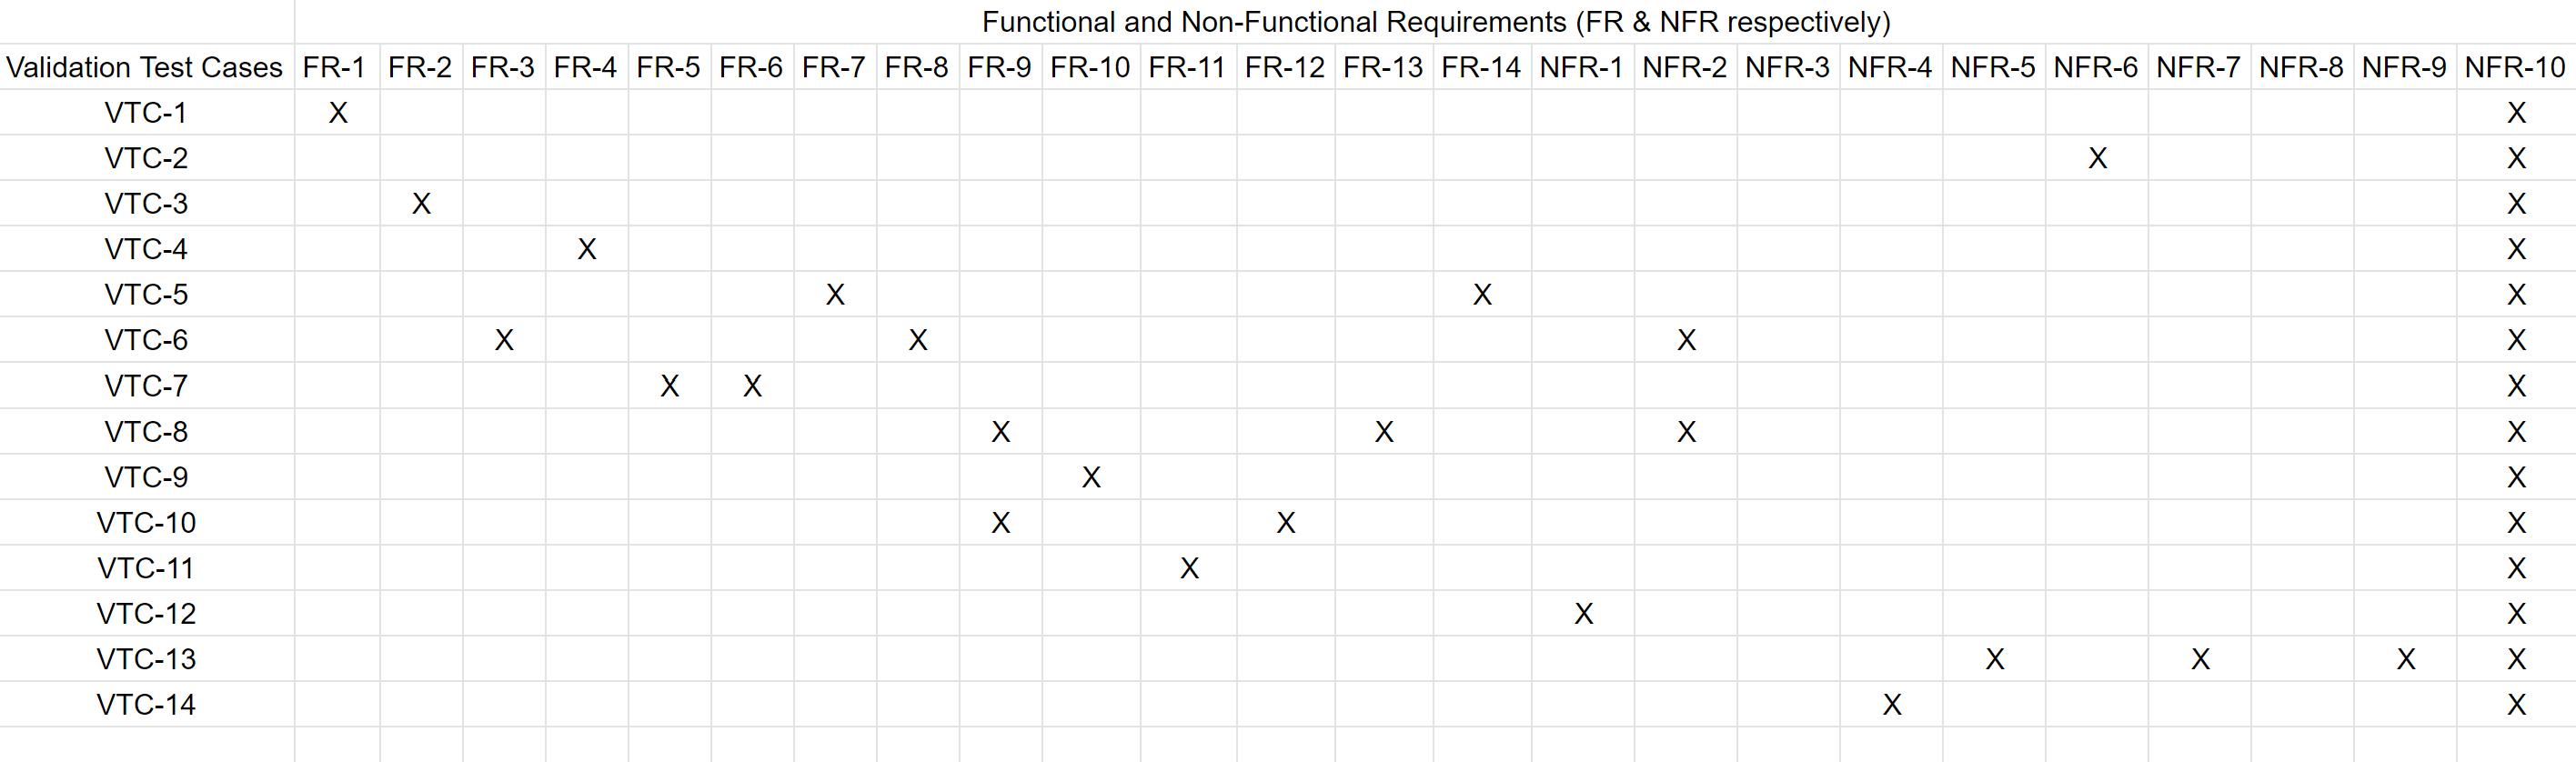 Functional and Non-Functional Requirements (FR & NFR respectively)
Validation Test Cases FR-1 FR-2 FR-3 FR-4 FR-5 FR-6 FR-7 FR-8 FR-9 FR-10 FR-11 FR-12 FR-13 FR-14 NFR-1 NFR-2 NFR-3 NFR-4 NFR-5 NFR-6 NFR-7 NFR-8 NFR-9 NFR-10
VTC-1 X X
VTC-2 X X
VTC-3 X X
VTC-4 X X
VTC-5 X X X
VTC-6 X X X X
VTC-7 X X X
VTC-8 X X X X
VTC-9 X X
VTC-10 X X X
VTC-11 X X
VTC-12 X X
VTC-13 X X X X
VTC-14 X X